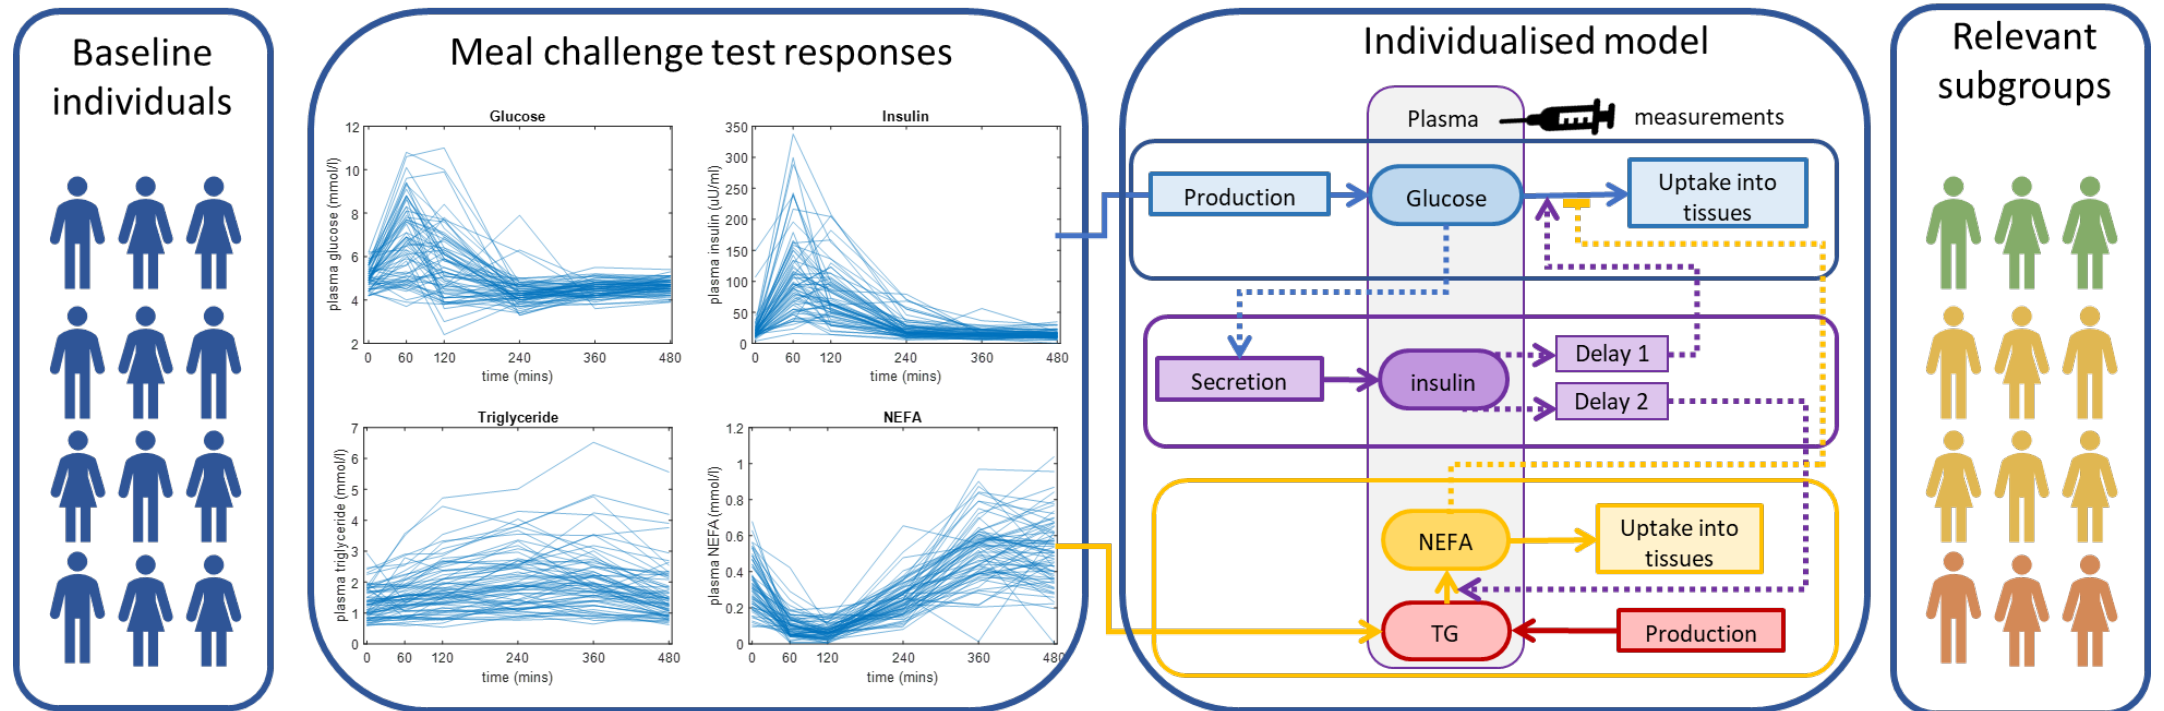 Baseline
individuals
Meal challenge test responses
Glucose
plasma glucose (mmol/l)
12
10
8
6
4
2
0 60 120 240 360 480
time (mins)
Insulin
plasma insulin (uU/ml)
350
300
250
200
150
100
50
0
0 60 120 240 360 480
time (mins)
Triglyceride
plasma triglyceride (mmol/l)
7
6
5
4
3
2
1
0
0 60 120 240 360 480
time (mins)
NEFA
plasma NEFA (mmol/l)
1.2
1
0.8
0.6
0.4
0.2
0
0 60 120 240 360 480
time (mins)
Individualised model
Plasma
measurements
Production
Glucose
Uptake into
tissues
Secretion
insulin
Delay 1
Delay 2
NEFA
Uptake into
tissues
TG
Production
Relevant
subgroups